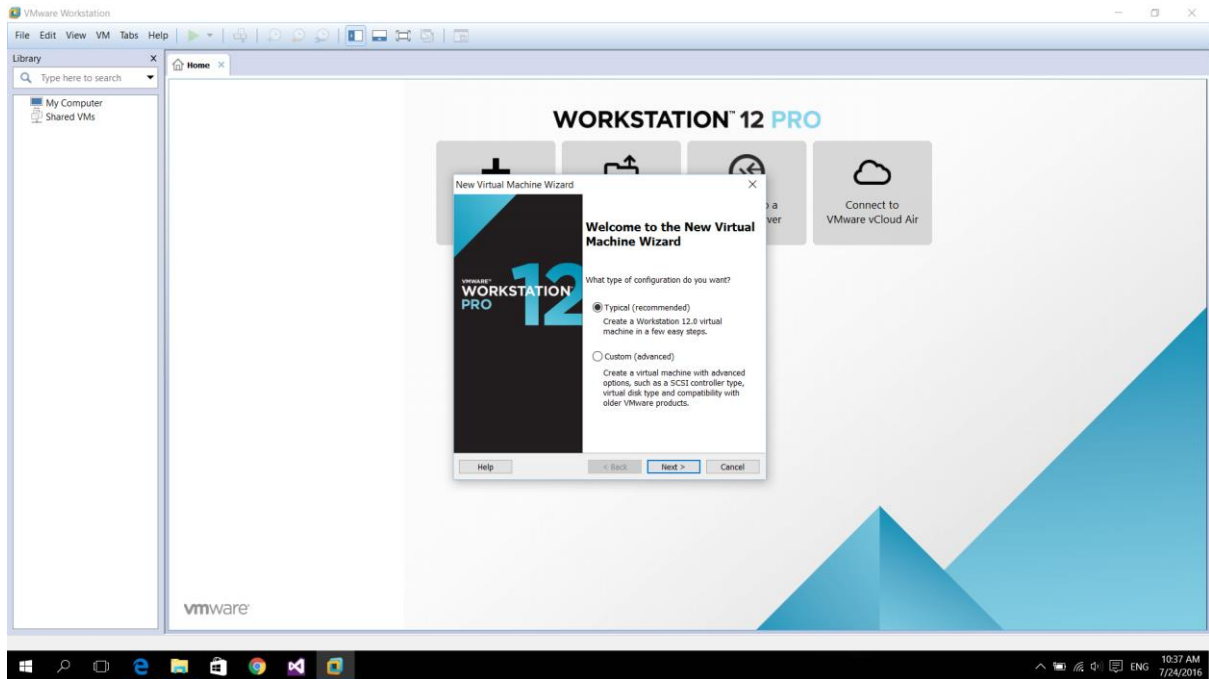 VMware Workstation
File Edit View VM Tabs Help
Library X
Type here to search
My Computer
Shared VMs
Home ×
WORKSTATION™ 12 PRO
Connect to
VMware vCloud Air
New Virtual Machine Wizard
VMWARE®
WORKSTATION
PRO
12
Welcome to the New Virtual
Machine Wizard
What type of configuration do you want?
Typical (recommended)
Create a Workstation 12.0 virtual
machine in a few easy steps.
Custom (advanced)
Create a virtual machine with advanced
options, such as a SCSI controller type,
virtual disk type and compatibility with
older VMware products.
Help < Back Next > Cancel
vmware
ENG
10:37 AM
7/24/2016